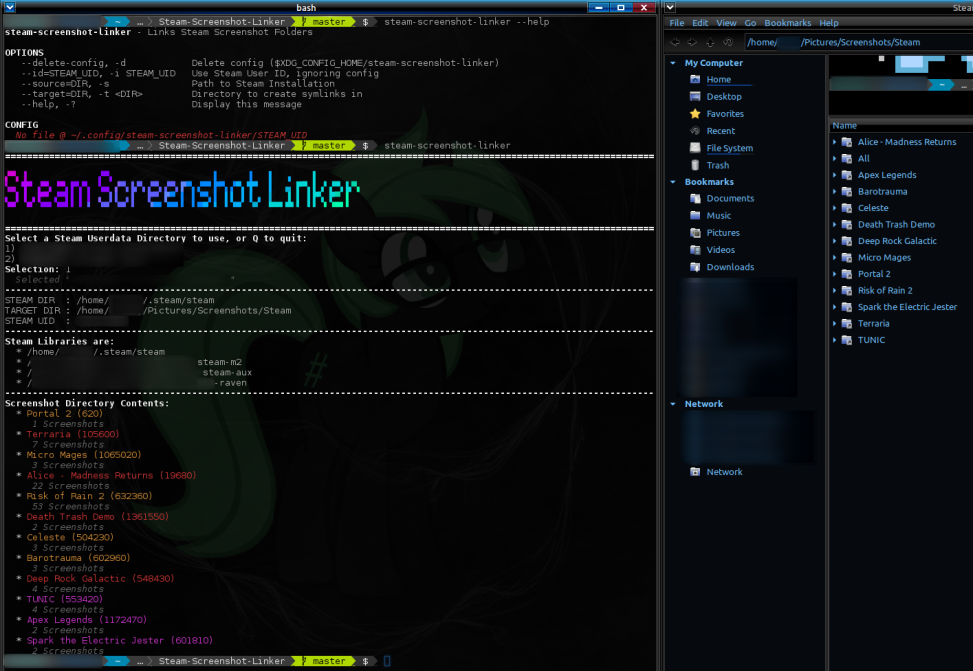 bash
~ … Steam-Screenshot-Linker master $ steam-screenshot-linker --help
steam-screenshot-linker - Links Steam Screenshot Folders
OPTIONS
--delete-config, -d Delete config ($XDG_CONFIG_HOME/steam-screenshot-linker)
--id=STEAM_UID, -i STEAM_UID Use Steam User ID, ignoring config
--source=DIR, -s Path to Steam Installation
--target=DIR, -t <DIR> Directory to create symlinks in
--help, -? Display this message
CONFIG
No file @ ~/.config/steam-screenshot-linker/STEAM_UID
… Steam-Screenshot-Linker master $ steam-screenshot-linker
Steam Screenshot Linker
Select a Steam Userdata Directory to use, or Q to quit:
1)
2)
Selection: 1
Selected " "
STEAM DIR : /home/ /.steam/steam
TARGET DIR : /home/ /Pictures/Screenshots/Steam
STEAM UID :
Steam Libraries are:
* /home/ /.steam/steam
* / steam-m2
* / steam-aux
* / -raven
Screenshot Directory Contents:
* Portal 2 (620)
1 Screenshots
* Terraria (105600)
7 Screenshots
* Micro Mages (1065020)
3 Screenshots
* Alice - Madness Returns (19680)
22 Screenshots
* Risk of Rain 2 (632360)
53 Screenshots
* Death Trash Demo (1361550)
2 Screenshots
* Celeste (504230)
3 Screenshots
* Barotrauma (602960)
3 Screenshots
* Deep Rock Galactic (548430)
4 Screenshots
* TUNIC (553420)
4 Screenshots
* Apex Legends (1172470)
2 Screenshots
* Spark the Electric Jester (601810)
2 Screenshots
~ … Steam-Screenshot-Linker master $
Steam
File Edit View Go Bookmarks Help
/home/ /Pictures/Screenshots/Steam
My Computer
Home
Desktop
Favorites
Recent
File System
Trash
Bookmarks
Documents
Music
Pictures
Videos
Downloads
Network
Network
~ …
Name
Alice - Madness Returns
All
Apex Legends
Barotrauma
Celeste
Death Trash Demo
Deep Rock Galactic
Micro Mages
Portal 2
Risk of Rain 2
Spark the Electric Jester
Terraria
TUNIC